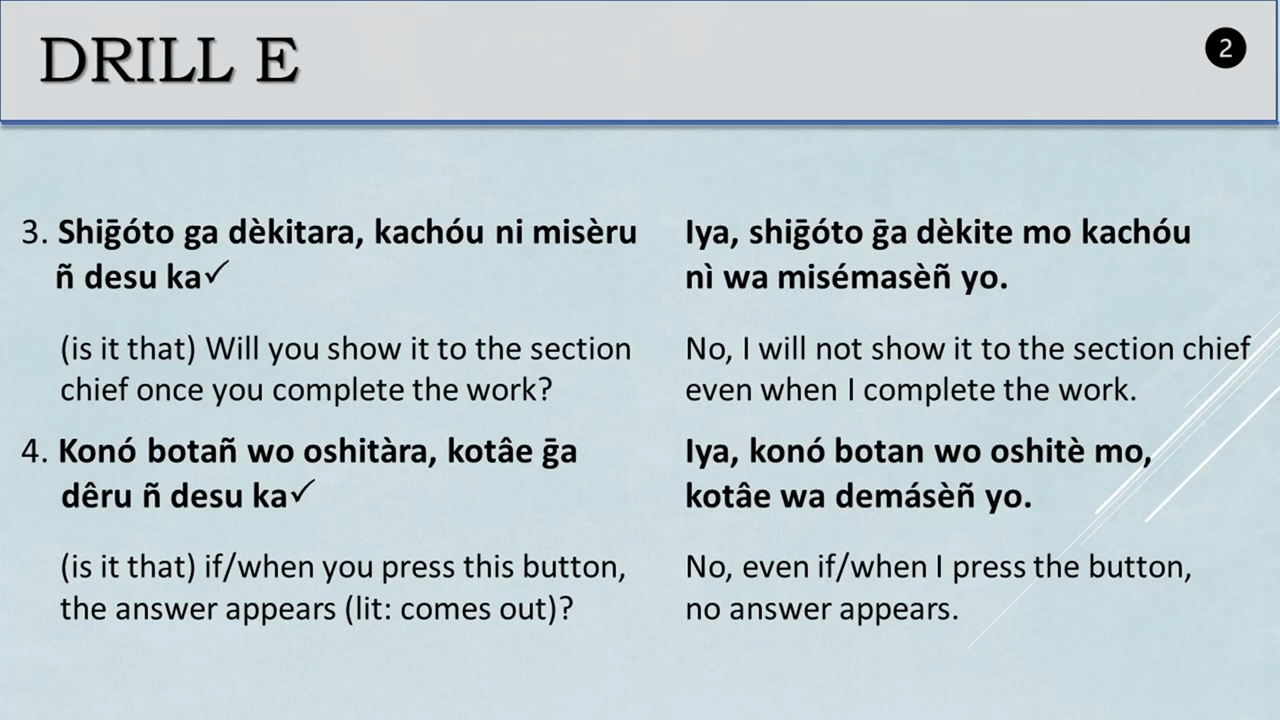 DRILL E
2
3. Shiḡóto ga dèkitara, kachóu ni misèru
ñ desu ka✓
(is it that) Will you show it to the section
chief once you complete the work?
Iya, shiḡóto ḡa dèkite mo kachóu
nì wa misémasèñ yo.
No, I will not show it to the section chief
even when I complete the work.
4. Konó botañ wo oshitàra, kotâe ḡa
dêru ñ desu ka✓
(is it that) if/when you press this button,
the answer appears (lit: comes out)?
Iya, konó botan wo oshitè mo,
kotâe wa demásèñ yo.
No, even if/when I press the button,
no answer appears.